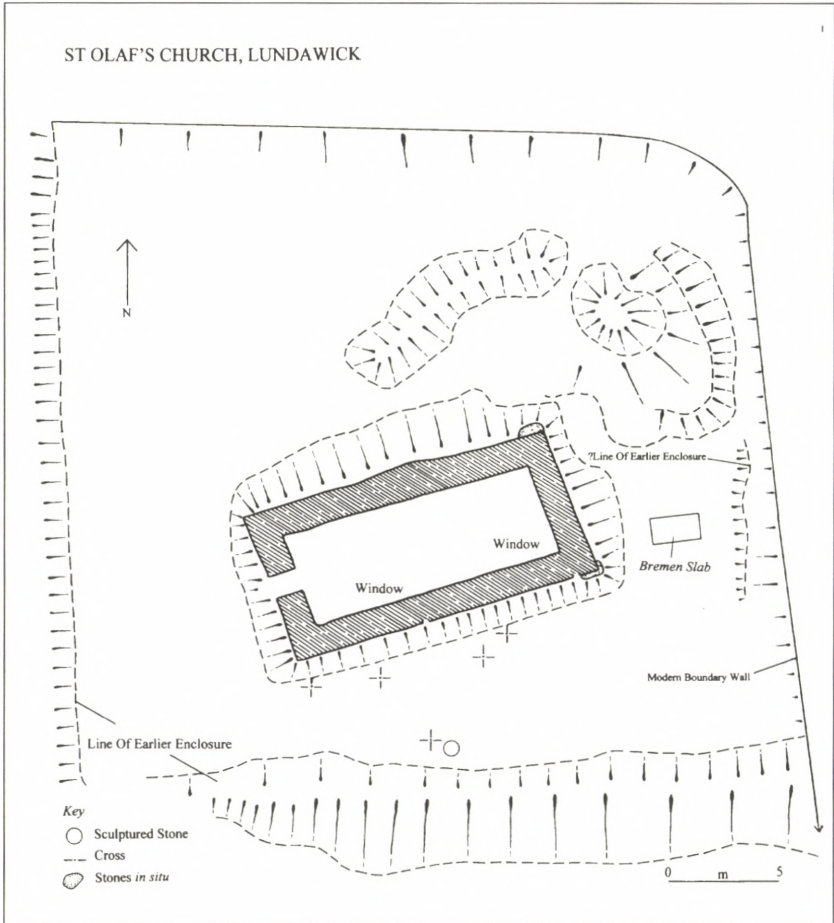 ST OLAF'S CHURCH, LUNDAWICK
N
?Line Of Earlier Enclosure
Window
Bremen Slab
Window
Modern Boundary Wall
Line Of Earlier Enclosure
Key
Sculptured Stone
Cross
Stones in situ
0 m 5